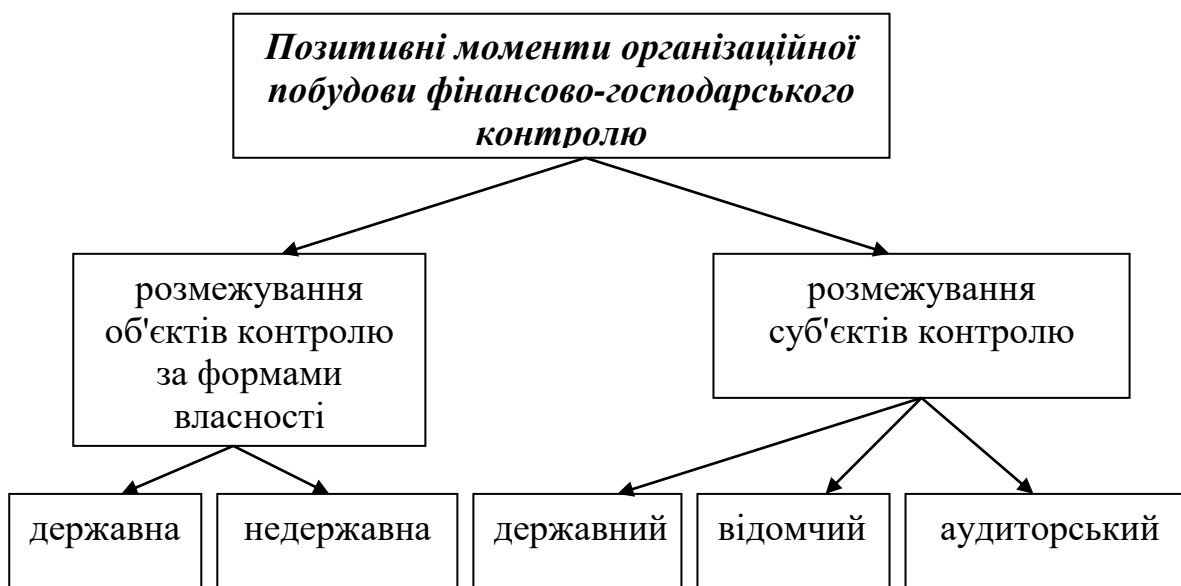 Позитивні моменти організаційної
побудови фінансово-господарського
контролю
розмежування
об'єктів контролю
за формами
власності
розмежування
суб'єктів контролю
державна
недержавна
державний
відомчий
аудиторський